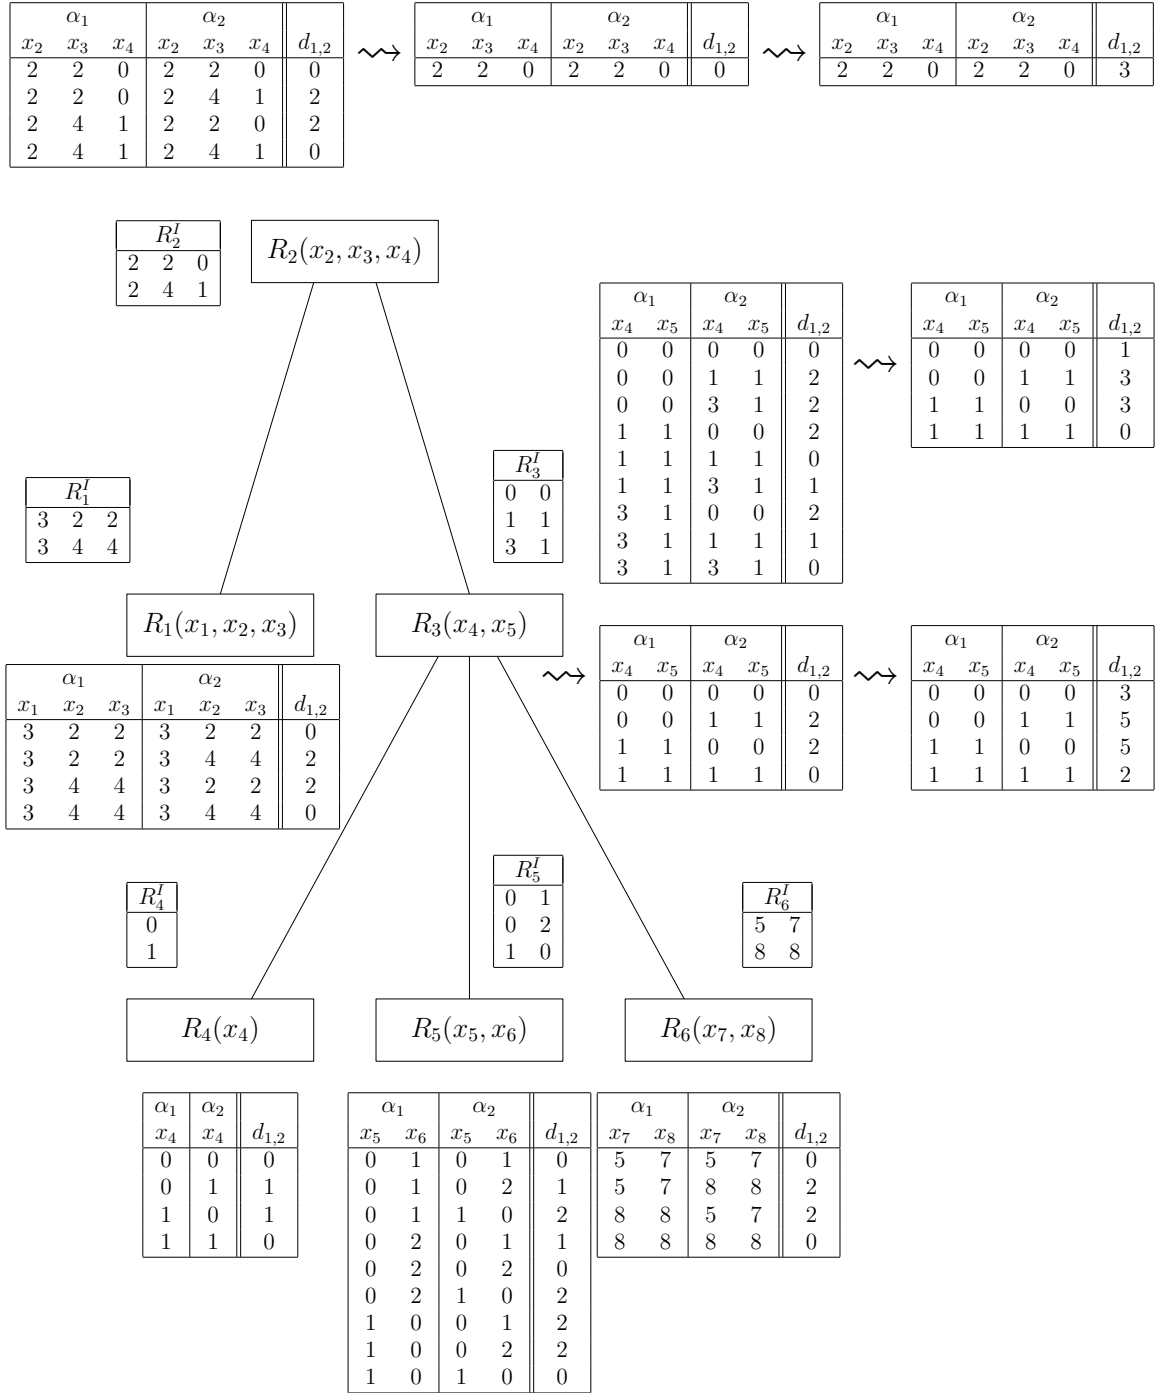 α₁ α₂
x₂ x₃ x₄ x₂ x₃ x₄ d₁,₂
2 2 0 2 2 0 0
2 2 0 2 4 1 2
2 4 1 2 2 0 2
2 4 1 2 4 1 0
⇝
α₁ α₂
x₂ x₃ x₄ x₂ x₃ x₄ d₁,₂
2 2 0 2 2 0 0
⇝
α₁ α₂
x₂ x₃ x₄ x₂ x₃ x₄ d₁,₂
2 2 0 2 2 0 3
R₂ᴵ
2 2 0
2 4 1
R₂(x₂, x₃, x₄)
α₁ α₂
x₄ x₅ x₄ x₅ d₁,₂
0 0 0 0 0
0 0 1 1 2
0 0 3 1 2
1 1 0 0 2
1 1 1 1 0
1 1 3 1 1
3 1 0 0 2
3 1 1 1 1
3 1 3 1 0
⇝
α₁ α₂
x₄ x₅ x₄ x₅ d₁,₂
0 0 0 0 1
0 0 1 1 3
1 1 0 0 3
1 1 1 1 0
R₁ᴵ
3 2 2
3 4 4
R₃ᴵ
0 0
1 1
3 1
R₁(x₁, x₂, x₃)
R₃(x₄, x₅)
α₁ α₂
x₁ x₂ x₃ x₁ x₂ x₃ d₁,₂
3 2 2 3 2 2 0
3 2 2 3 4 4 2
3 4 4 3 2 2 2
3 4 4 3 4 4 0
⇝
α₁ α₂
x₄ x₅ x₄ x₅ d₁,₂
0 0 0 0 0
0 0 1 1 2
1 1 0 0 2
1 1 1 1 0
⇝
α₁ α₂
x₄ x₅ x₄ x₅ d₁,₂
0 0 0 0 3
0 0 1 1 5
1 1 0 0 5
1 1 1 1 2
R₄ᴵ
0
1
R₅ᴵ
0 1
0 2
1 0
R₆ᴵ
5 7
8 8
R₄(x₄)
R₅(x₅, x₆)
R₆(x₇, x₈)
α₁ α₂
x₄ x₄ d₁,₂
0 0 0
0 1 1
1 0 1
1 1 0
α₁ α₂
x₅ x₆ x₅ x₆ d₁,₂
0 1 0 1 0
0 1 0 2 1
0 1 1 0 2
0 2 0 1 1
0 2 0 2 0
0 2 1 0 2
1 0 0 1 2
1 0 0 2 2
1 0 1 0 0
α₁ α₂
x₇ x₈ x₇ x₈ d₁,₂
5 7 5 7 0
5 7 8 8 2
8 8 5 7 2
8 8 8 8 0